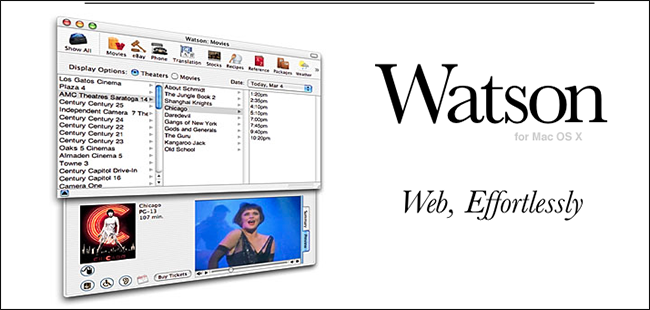 Watson: Movies
Show All Movies eBay Phone Translation Stocks Recipes Reference Packages Weather
Display Options: Theaters Movies Date: Today, Mar 4
Los Gatos Cinema
Plaza 4
AMC Theatres Saratoga 14
Century Century 25
Independent Camera 7 The
Century Century 24
Century Century 22
Century Century 21
Century Century 23
Oaks 5 Cinemas
Almaden Cinema 5
Towne 3
Century Capitol Drive-In
Century Capitol 16
Camera One
About Schmidt
The Jungle Book 2
Shanghai Knights
Chicago
Daredevil
Gangs of New York
Gods and Generals
The Guru
Kangaroo Jack
Old School
1:20pm
2:35pm
4:10pm
5:10pm
7:00pm
7:45pm
9:40pm
10:20pm
Chicago
PG-13
107 min.
Buy Tickets
Summary
Preview
Watson
for Mac OS X
Web, Effortlessly